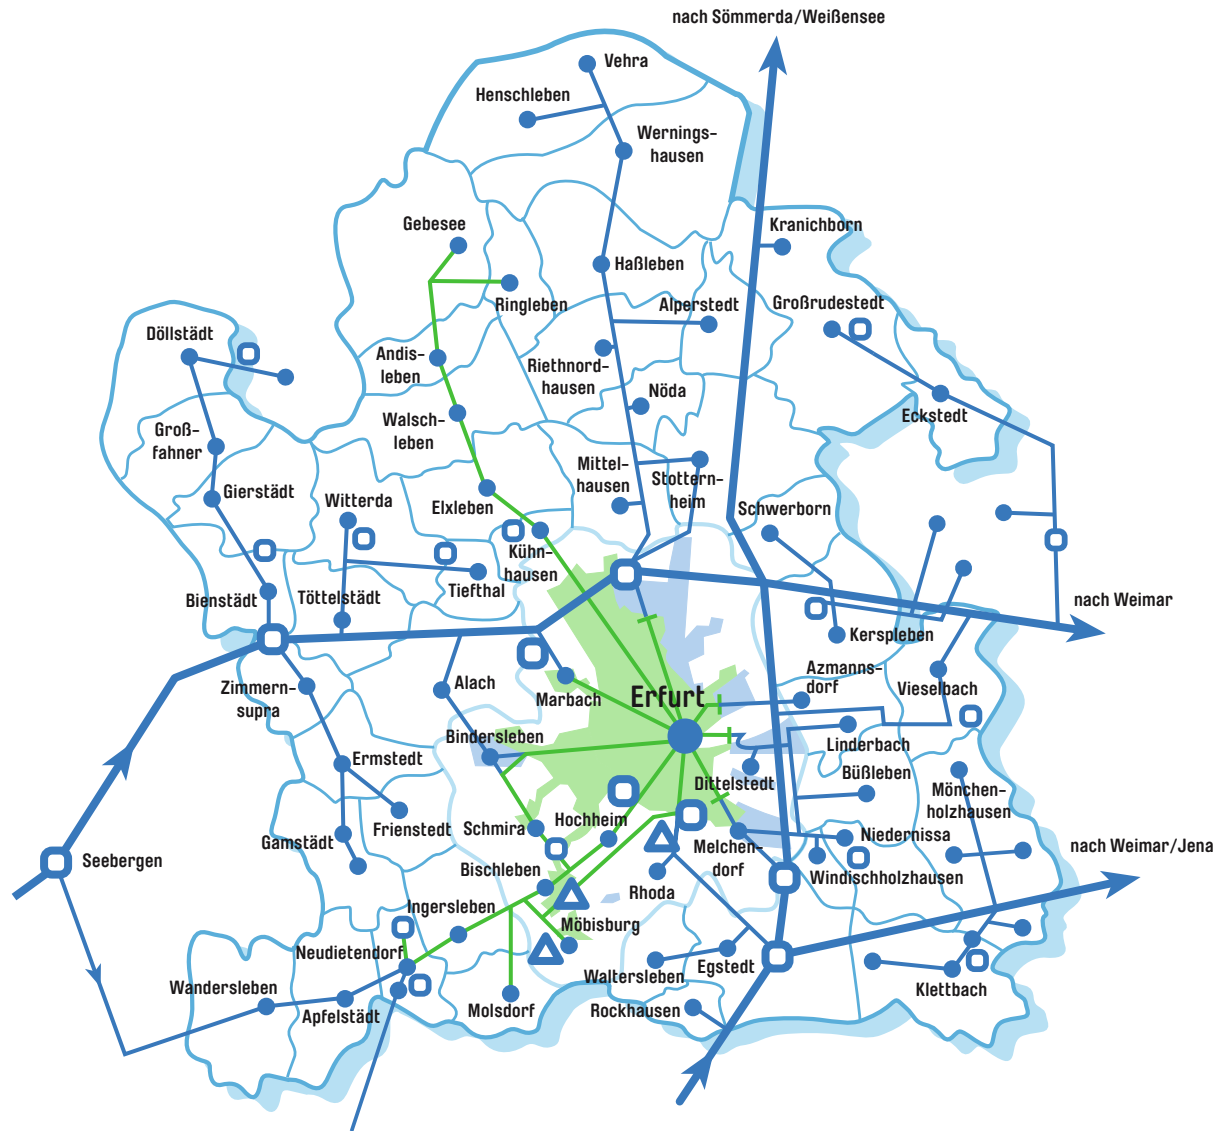 nach Sömmerda/Weißensee
Vehra
Henschleben
Wernings-
hausen
Gebesee
Kranichborn
Haßleben
Ringleben
Alperstedt
Großrudestedt
Döllstädt
Andis-
leben
Riethnord-
hausen
Nöda
Walsch-
leben
Eckstedt
Groß-
fahner
Mittel-
hausen
Stottern-
heim
Gierstädt
Witterda
Elxleben
Schwerborn
Kühn-
hausen
Tiefthal
Bienstädt
Töttelstädt
nach Weimar
Kerspleben
Zimmern-
supra
Alach
Marbach
Erfurt
Azmanns-
dorf
Vieselbach
Bindersleben
Linderbach
Ermstedt
Dittelstedt
Büßleben
Mönchen-
holzhausen
Frienstedt
Gamstädt
Schmira
Hochheim
Melchen-
dorf
Niedernissa
nach Weimar/Jena
Seebergen
Bischleben
Rhoda
Windischholzhausen
Ingersleben
Möbisburg
Neudietendorf
Wandersleben
Apfelstädt
Molsdorf
Waltersleben
Egstedt
Rockhausen
Klettbach